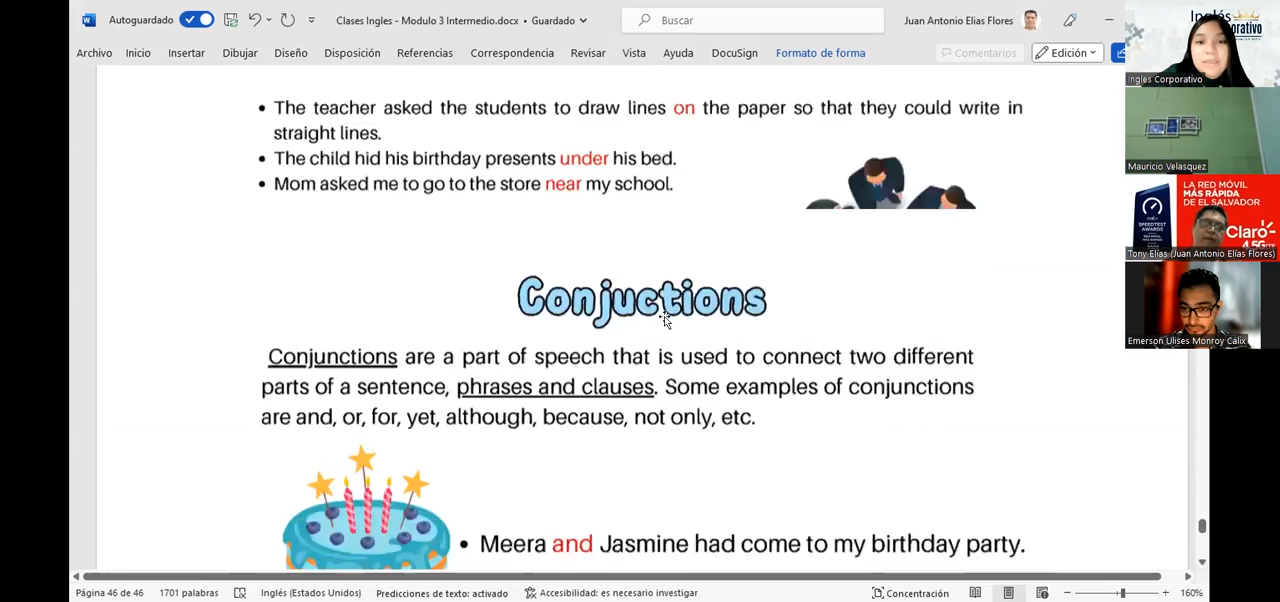 Autoguardado
Clases Ingles - Modulo 3 Intermedio.docx • Guardado
Buscar
Juan Antonio Elias Flores
Archivo Inicio Insertar Dibujar Diseño Disposición Referencias Correspondencia Revisar Vista Ayuda DocuSign Formato de forma
Comentarios
Edición
• The teacher asked the students to draw lines on the paper so that they could write in
straight lines.
• The child hid his birthday presents under his bed.
• Mom asked me to go to the store near my school.
Conjuctions
Conjunctions are a part of speech that is used to connect two different
parts of a sentence, phrases and clauses. Some examples of conjunctions
are and, or, for, yet, although, because, not only, etc.
• Meera and Jasmine had come to my birthday party.
Página 46 de 46 1701 palabras Inglés (Estados Unidos) Predicciones de texto: activado Accesibilidad: es necesario investigar
Concentración
160%
Inglés
Ingles Corporativo
Mauricio Velasquez
LA RED MÓVIL
MÁS RÁPIDA
DE EL SALVADOR
SPEEDTEST
AWARDS
Claro
Tony Elías (Juan Antonio Elías Flores)
Emerson Ulises Monroy Cálix